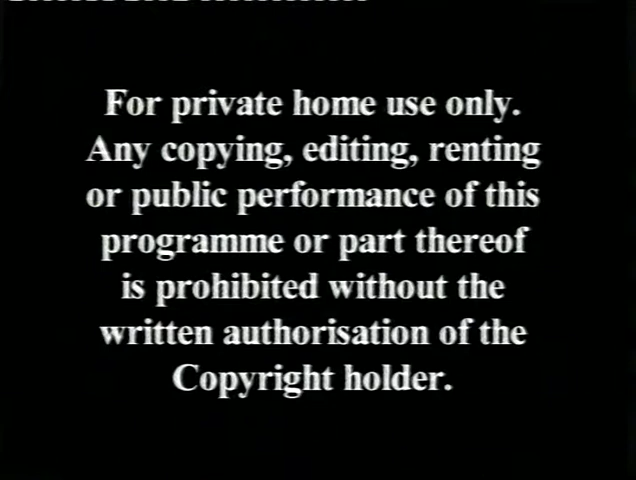 For private home use only.
Any copying, editing, renting
or public performance of this
programme or part thereof
is prohibited without the
written authorisation of the
Copyright holder.